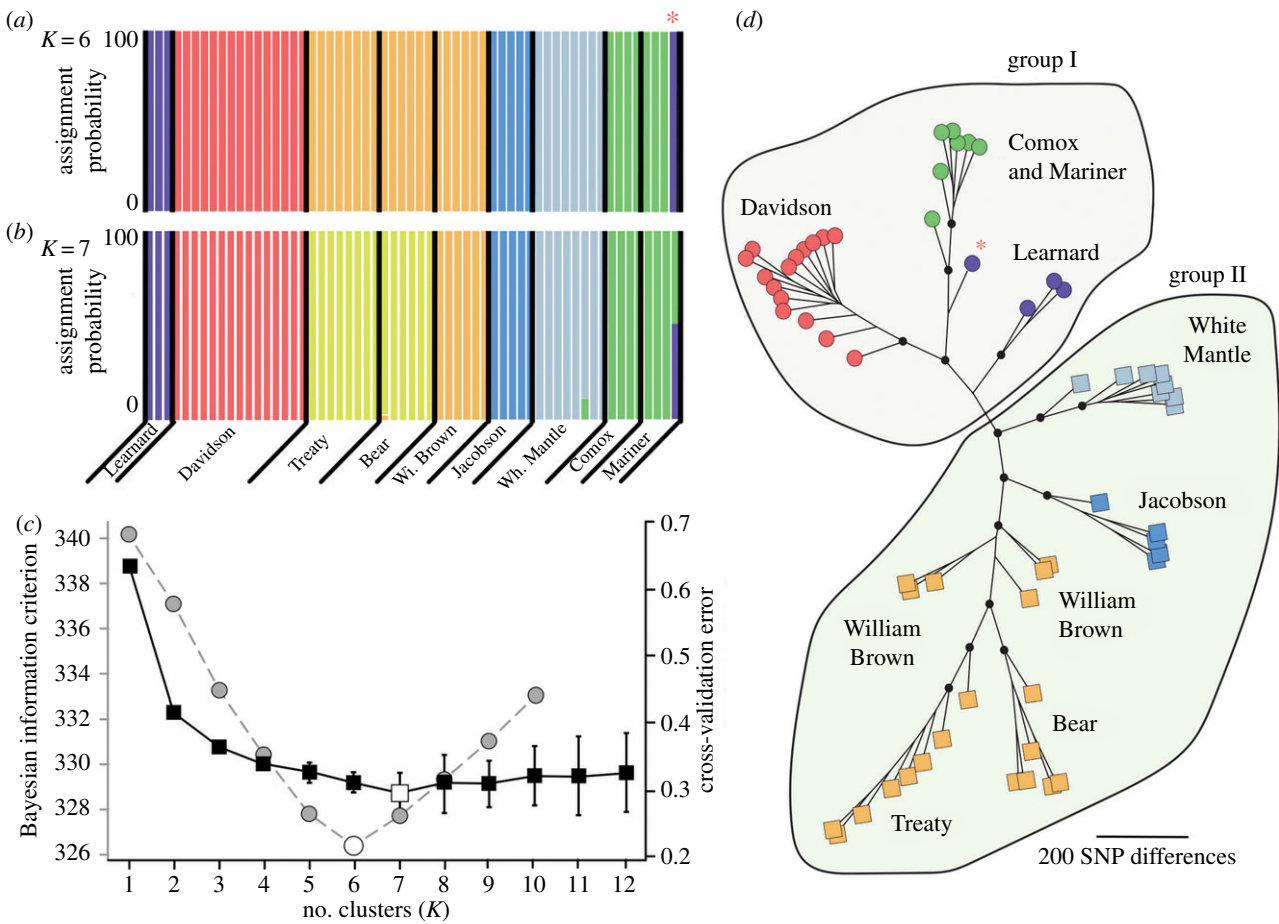 (a)
*
K = 6
100
assignment
probability
0
(b)
K = 7
100
assignment
probability
0
Learnard
Davidson
Treaty
Bear
Wi. Brown
Jacobson
Wh. Mantle
Comox
Mariner
(c)
Bayesian information criterion
340
338
336
334
332
330
328
326
0.7
0.6
0.5
0.4
0.3
0.2
cross-validation error
1 2 3 4 5 6 7 8 9 10 11 12
no. clusters (K)
(d)
group I
Comox
and Mariner
Davidson
*
Learnard
group II
White
Mantle
Jacobson
William
Brown
William
Brown
Bear
Treaty
200 SNP differences